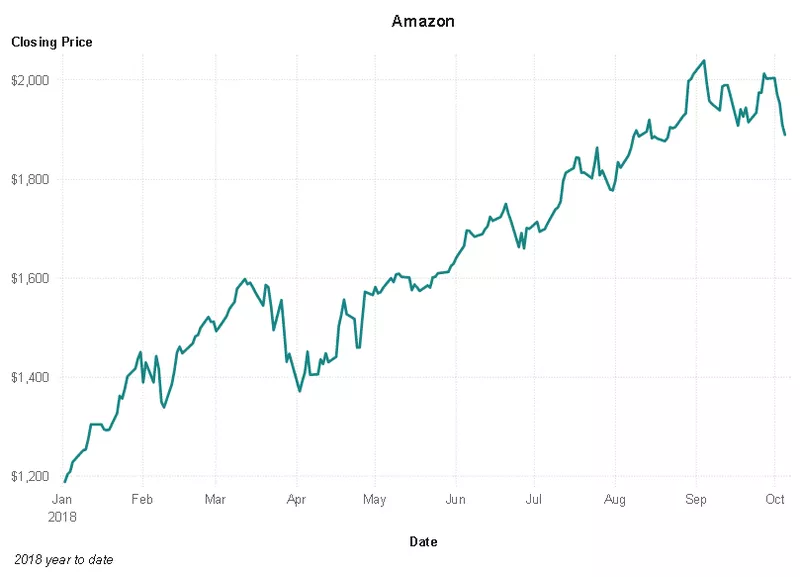 Amazon
Closing Price
$2,000
$1,800
$1,600
$1,400
$1,200
Jan Feb Mar Apr May Jun Jul Aug Sep Oct
2018
Date
2018 year to date